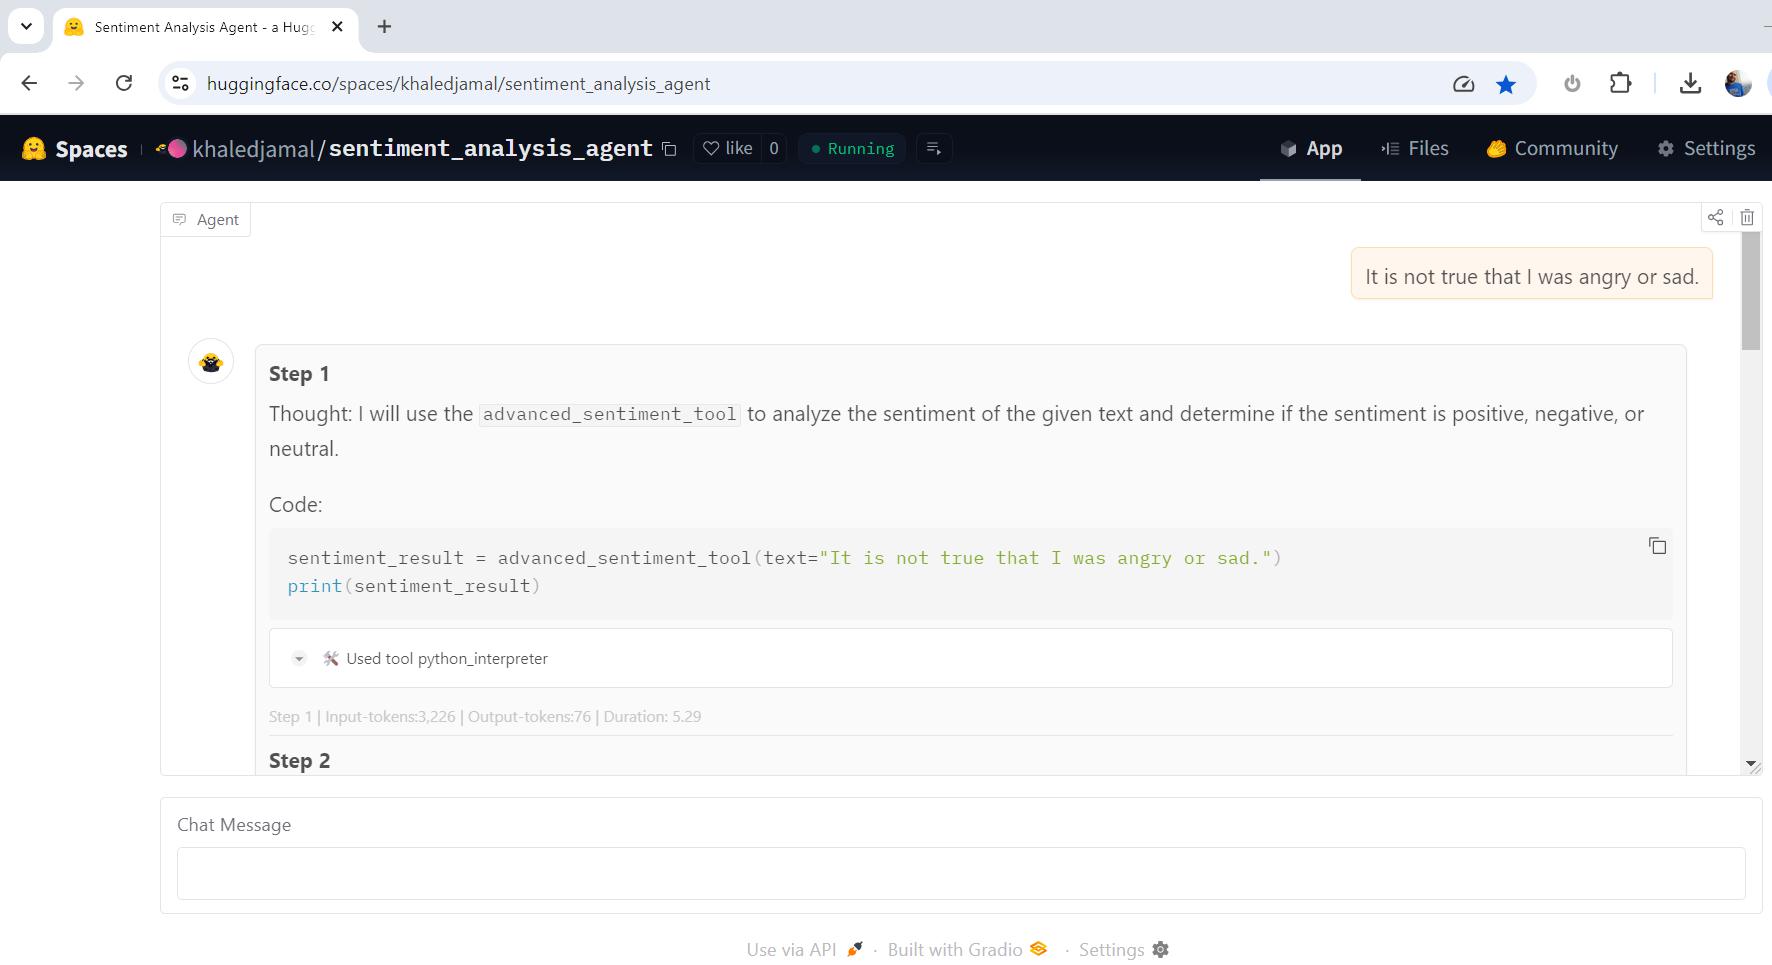 Sentiment Analysis Agent - a Hugg
huggingface.co/spaces/khaledjamal/sentiment_analysis_agent
Spaces
khaledjamal/sentiment_analysis_agent
like
0
Running
App
Files
Community
Settings
Agent
It is not true that I was angry or sad.
Step 1
Thought: I will use the advanced_sentiment_tool to analyze the sentiment of the given text and determine if the sentiment is positive, negative, or
neutral.
Code:
sentiment_result = advanced_sentiment_tool(text="It is not true that I was angry or sad.")
print(sentiment_result)
Used tool python_interpreter
Step 1 | Input-tokens:3,226 | Output-tokens:76 | Duration: 5.29
Step 2
Chat Message
Use via API · Built with Gradio · Settings